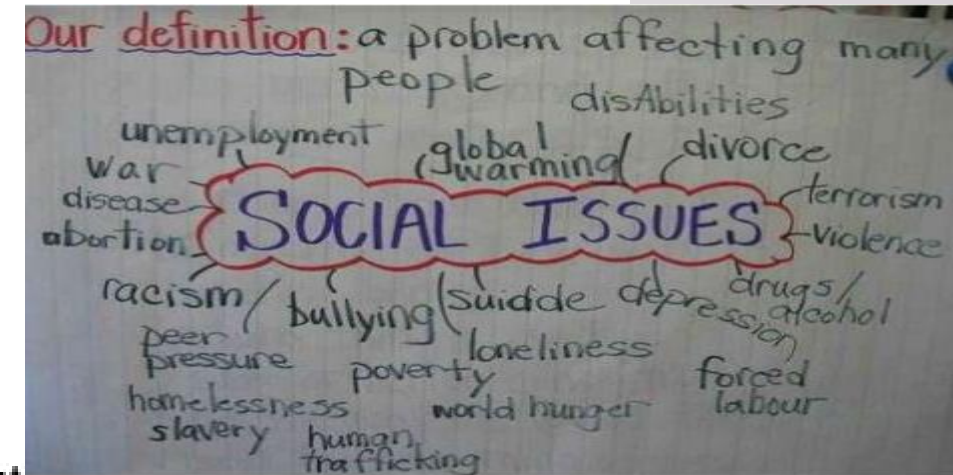 Our definition: a problem affecting many
people
disAbilities
unemployment
global
warming
divorce
war
terrorism
disease
SOCIAL ISSUES
abortion
violence
racism
bullying
suicide
depression
drugs/
alcohol
peer
pressure
loneliness
poverty
forced
labour
homelessness
world hunger
slavery
human
trafficking